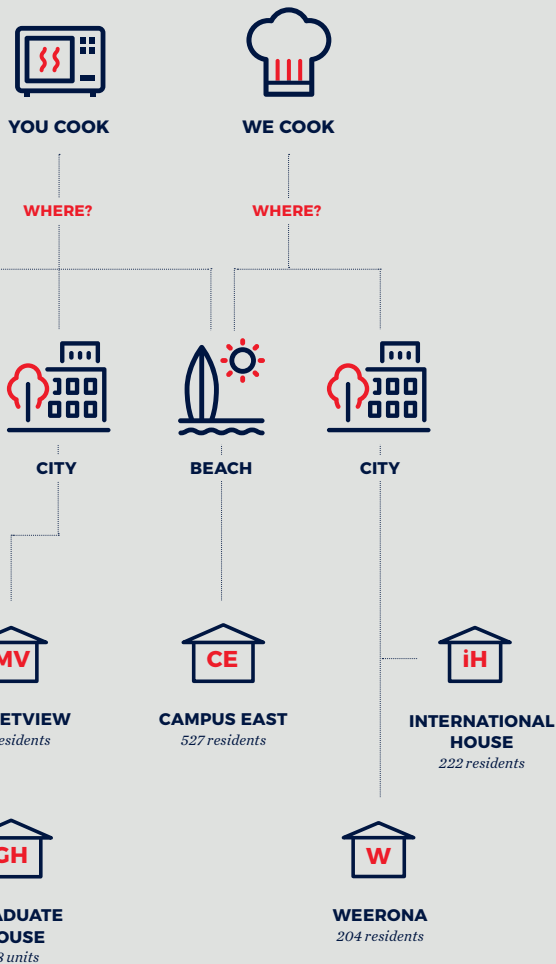 YOU COOK
WE COOK
WHERE?
WHERE?
CITY
BEACH
CITY
MV
CE
iH
ETVIEW
esidents
CAMPUS EAST
527 residents
INTERNATIONAL
HOUSE
222 residents
GH
W
ADUATE
OUSE
units
WEERONA
204 residents